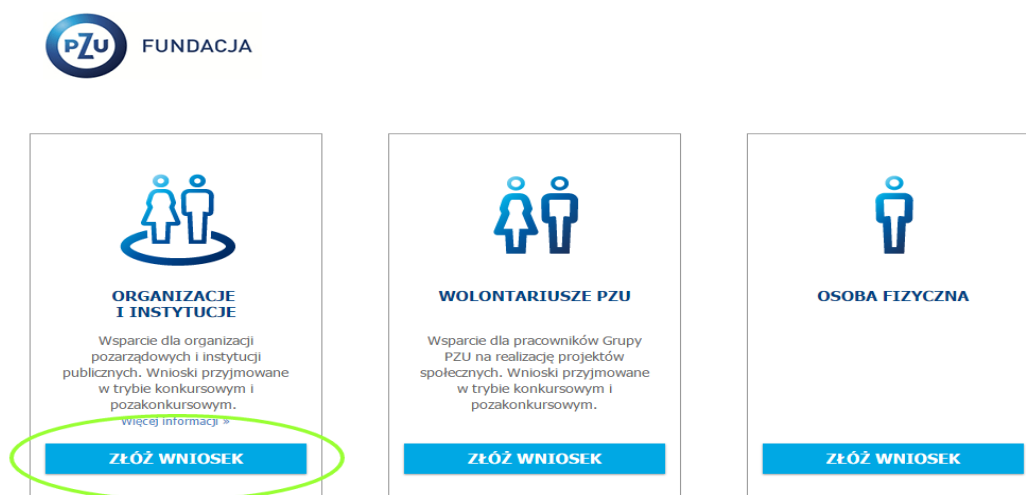 PZU FUNDACJA
ORGANIZACJE
I INSTYTUCJE
Wsparcie dla organizacji
pozarządowych i instytucji
publicznych. Wnioski przyjmowane
w trybie konkursowym i
pozakonkursowym.
Więcej informacji »
ZŁÓŻ WNIOSEK
WOLONTARIUSZE PZU
Wsparcie dla pracowników Grupy
PZU na realizację projektów
społecznych. Wnioski przyjmowane
w trybie konkursowym i
pozakonkursowym.
ZŁÓŻ WNIOSEK
OSOBA FIZYCZNA
ZŁÓŻ WNIOSEK